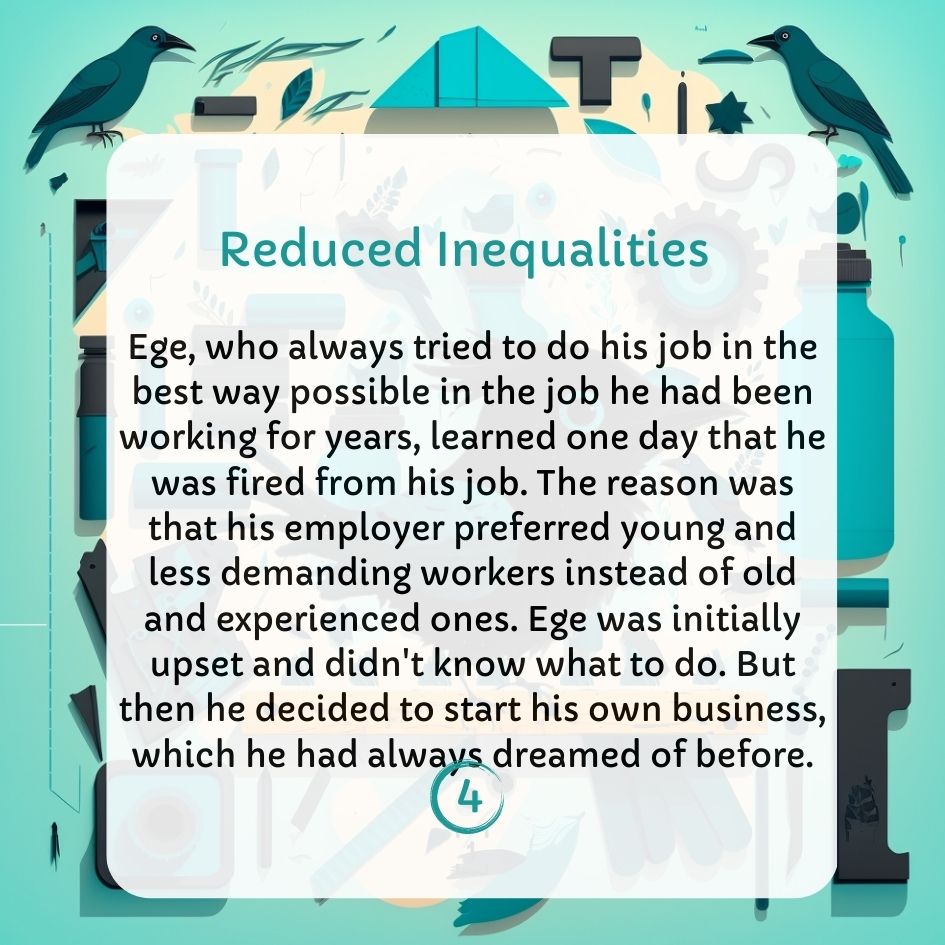 Reduced Inequalities
Ege, who always tried to do his job in the
best way possible in the job he had been
working for years, learned one day that he
was fired from his job. The reason was
that his employer preferred young and
less demanding workers instead of old
and experienced ones. Ege was initially
upset and didn't know what to do. But
then he decided to start his own business,
which he had always dreamed of before.
4